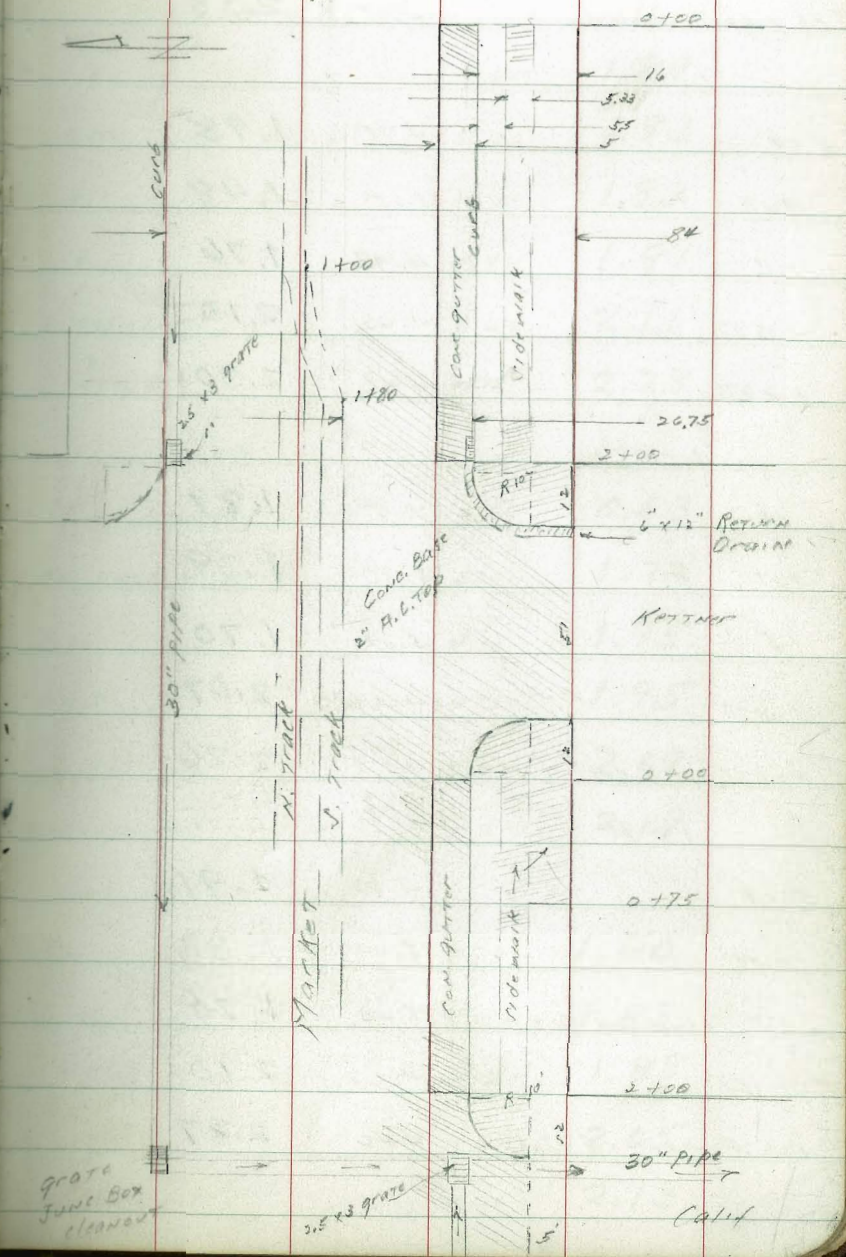 0+00
N
16
5.33
5.5
5
curb
84
1+00
conc gutter
curb
sidewalk
2.5 x 3 grate
1+80
26.75
2+00
R 10
12
6" x 12" Return
Drain
Conc. Base
2" A.C. Top
Kettner
30" pipe
N. Track
S. Track
12
0+00
0+75
Market
con. gutter
sidewalk
2+00
R 10'
12
30" pipe
grate
Junc Box
cleanout
2.5 x 3 grate
Calif
5'